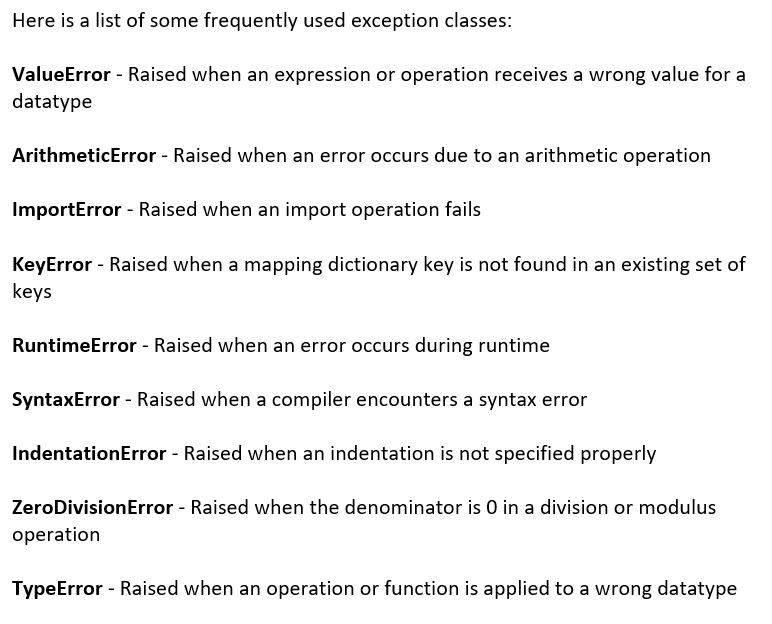 Here is a list of some frequently used exception classes:
ValueError - Raised when an expression or operation receives a wrong value for a
datatype
ArithmeticError - Raised when an error occurs due to an arithmetic operation
ImportError - Raised when an import operation fails
KeyError - Raised when a mapping dictionary key is not found in an existing set of
keys
RuntimeError - Raised when an error occurs during runtime
SyntaxError - Raised when a compiler encounters a syntax error
IndentationError - Raised when an indentation is not specified properly
ZeroDivisionError - Raised when the denominator is 0 in a division or modulus
operation
TypeError - Raised when an operation or function is applied to a wrong datatype